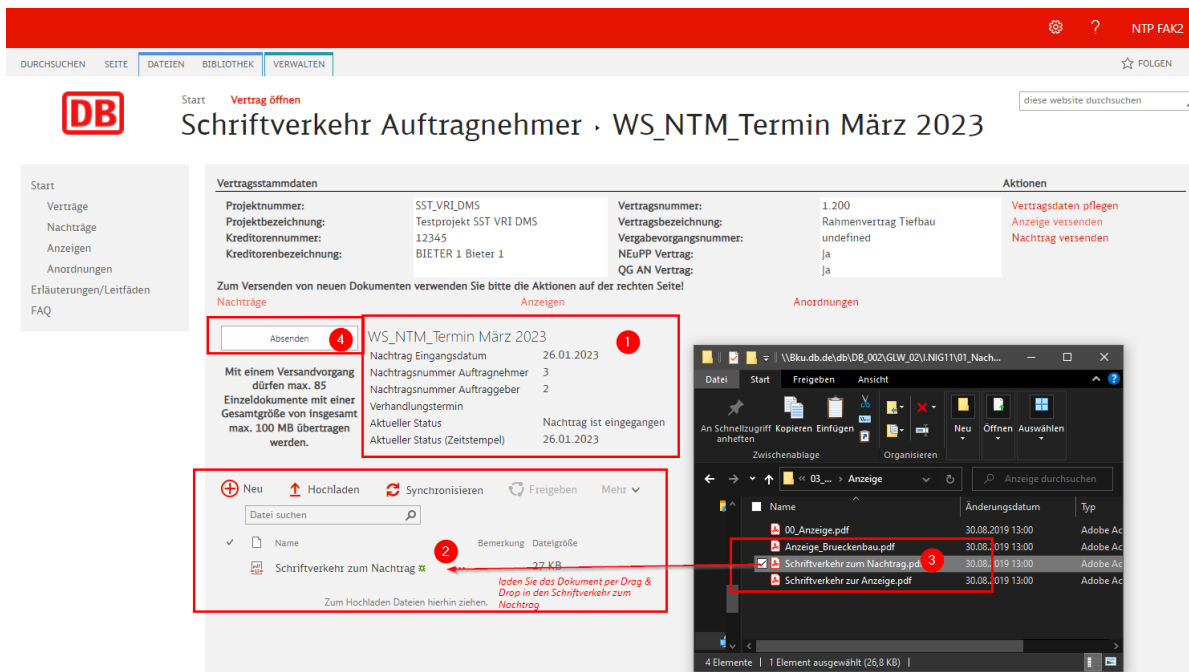 NTP FAK2
DURCHSUCHEN SEITE DATEIEN BIBLIOTHEK VERWALTEN
FOLGEN
DB
Start Vertrag öffnen
diese website durchsuchen
Schriftverkehr Auftragnehmer › WS_NTM_Termin März 2023
Start
Verträge
Nachträge
Anzeigen
Anordnungen
Erläuterungen/Leitfäden
FAQ
Vertragsstammdaten
Aktionen
Projektnummer: SST_VRI_DMS Vertragsnummer: 1.200 Vertragsdaten pflegen
Projektbezeichnung: Testprojekt SST VRI DMS Vertragsbezeichnung: Rahmenvertrag Tiefbau Anzeige versenden
Kreditorennummer: 12345 Vergabevorgangsnummer: undefined Nachtrag versenden
Kreditorenbezeichnung: BIETER 1 Bieter 1 NEuPP Vertrag: Ja
QG AN Vertrag: Ja
Zum Versenden von neuen Dokumenten verwenden Sie bitte die Aktionen auf der rechten Seite!
Nachträge Anzeigen Anordnungen
Absenden 4
Mit einem Versandvorgang
dürfen max. 85
Einzeldokumente mit einer
Gesamtgröße von insgesamt
max. 100 MB übertragen
werden.
WS_NTM_Termin März 2023
1
Nachtrag Eingangsdatum 26.01.2023
Nachtragsnummer Auftragnehmer 3
Nachtragsnummer Auftraggeber 2
Verhandlungstermin
Aktueller Status Nachtrag ist eingegangen
Aktueller Status (Zeitstempel) 26.01.2023
Neu Hochladen Synchronisieren Freigeben Mehr
Datei suchen
Name Bemerkung Dateigröße
2
Schriftverkehr zum Nachtrag ... 27 KB
laden Sie das Dokument per Drag &
Drop in den Schriftverkehr zum
Nachtrag
Zum Hochladen Dateien hierhin ziehen.
\\Bku.db.de\db\DB_002\GLW_02\I.NIG11\01_Nach...
Datei Start Freigeben Ansicht
An Schnellzugriff
anheften
Kopieren Einfügen
Neu Öffnen Auswählen
Zwischenablage Organisieren
« 03_... › Anzeige
Anzeige durchsuchen
Name Änderungsdatum Typ
00_Anzeige.pdf 30.08.2019 13:00 Adobe Ac
Anzeige_Brueckenbau.pdf 30.08.2019 13:00 Adobe Ac
Schriftverkehr zum Nachtrag.pdf 3 30.08.2019 13:00 Adobe Ac
Schriftverkehr zur Anzeige.pdf 30.08.2019 13:00 Adobe Ac
4 Elemente | 1 Element ausgewählt (26,8 KB) |